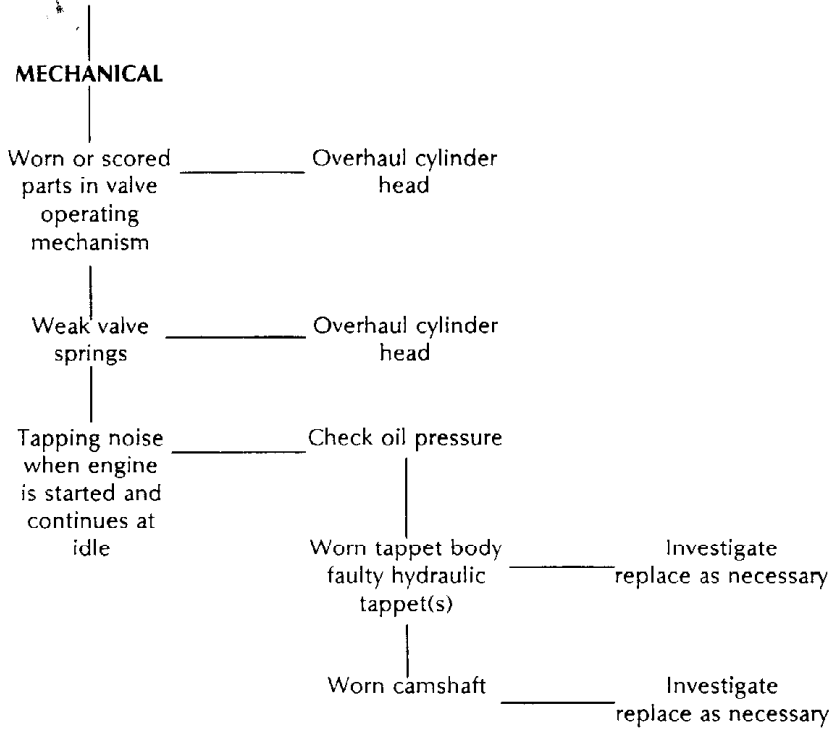 MECHANICAL
Worn or scored
parts in valve
operating
mechanism
Overhaul cylinder
head
Weak valve
springs
Overhaul cylinder
head
Tapping noise
when engine
is started and
continues at
idle
Check oil pressure
Worn tappet body
faulty hydraulic
tappet(s)
Investigate
replace as necessary
Worn camshaft
Investigate
replace as necessary